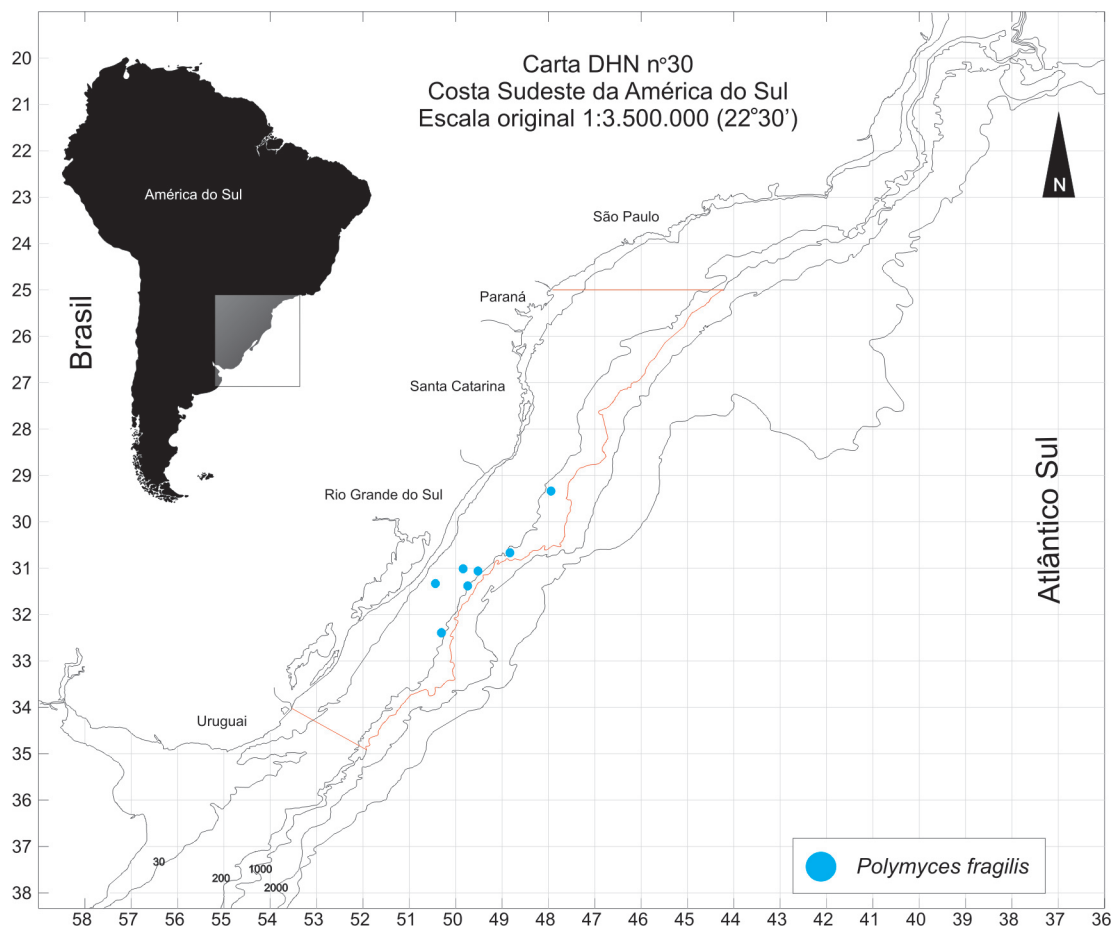 Carta DHN nº30
Costa Sudeste da América do Sul
Escala original 1:3.500.000 (22º30')
América do Sul
Brasil
N
São Paulo
Paraná
Santa Catarina
Rio Grande do Sul
Uruguai
Atlântico Sul
20
21
22
23
24
25
26
27
28
29
30
31
32
33
34
35
36
37
38
30
200
1000
2000
Polymyces fragilis
58 57 56 55 54 53 52 51 50 49 48 47 46 45 44 43 42 41 40 39 38 37 36